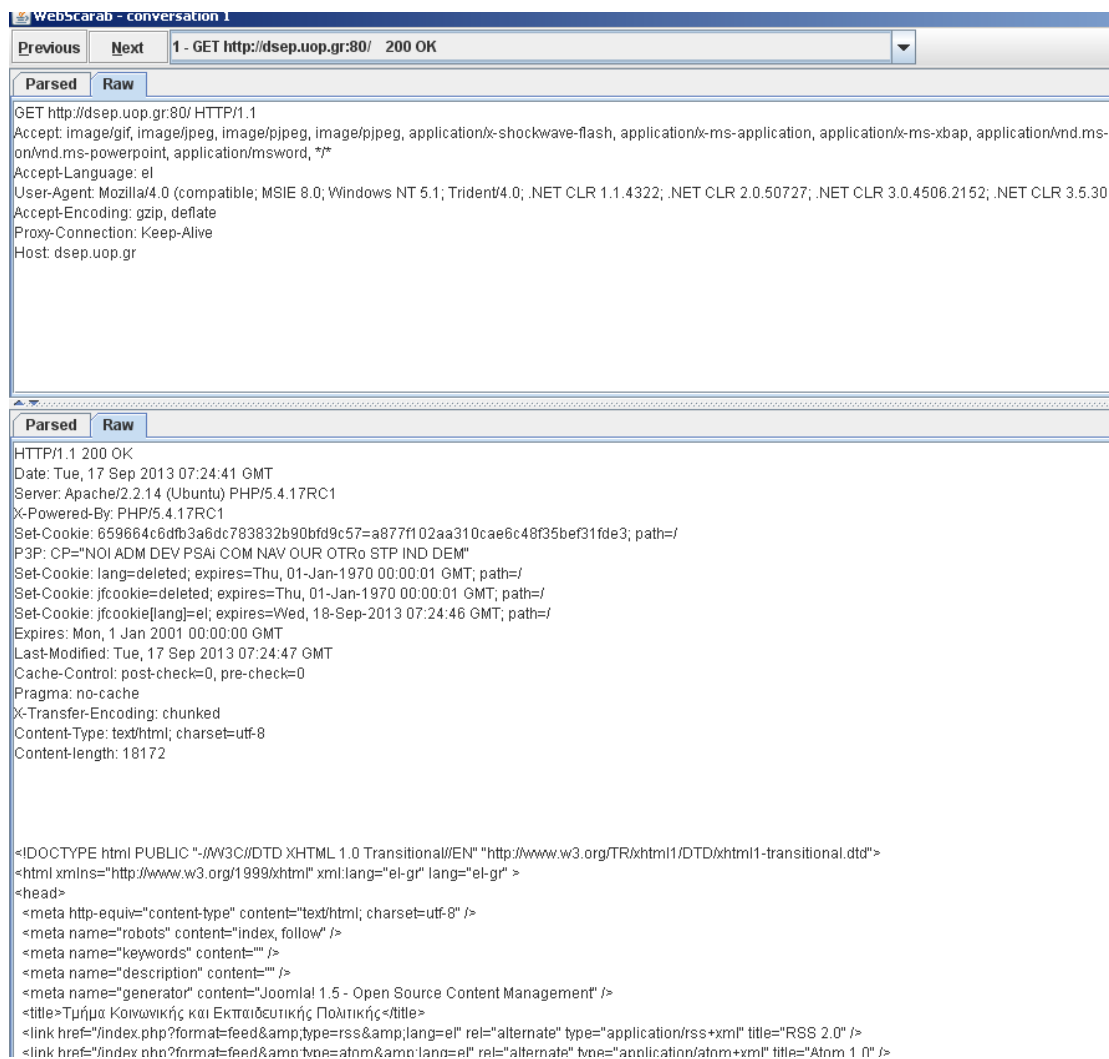 WebScarab - conversation 1
Previous Next 1 - GET http://dsep.uop.gr:80/ 200 OK
Parsed Raw
GET http://dsep.uop.gr:80/ HTTP/1.1
Accept: image/gif, image/jpeg, image/pjpeg, image/pjpeg, application/x-shockwave-flash, application/x-ms-application, application/x-ms-xbap, application/vnd.ms-
on/vnd.ms-powerpoint, application/msword, */*
Accept-Language: el
User-Agent: Mozilla/4.0 (compatible; MSIE 8.0; Windows NT 5.1; Trident/4.0; .NET CLR 1.1.4322; .NET CLR 2.0.50727; .NET CLR 3.0.4506.2152; .NET CLR 3.5.30
Accept-Encoding: gzip, deflate
Proxy-Connection: Keep-Alive
Host: dsep.uop.gr
Parsed Raw
HTTP/1.1 200 OK
Date: Tue, 17 Sep 2013 07:24:41 GMT
Server: Apache/2.2.14 (Ubuntu) PHP/5.4.17RC1
X-Powered-By: PHP/5.4.17RC1
Set-Cookie: 659664c6dfb3a6dc783832b90bfd9c57=a877f102aa310cae6c48f35bef31fde3; path=/
P3P: CP="NOI ADM DEV PSAi COM NAV OUR OTRo STP IND DEM"
Set-Cookie: lang=deleted; expires=Thu, 01-Jan-1970 00:00:01 GMT; path=/
Set-Cookie: jfcookie=deleted; expires=Thu, 01-Jan-1970 00:00:01 GMT; path=/
Set-Cookie: jfcookie[lang]=el; expires=Wed, 18-Sep-2013 07:24:46 GMT; path=/
Expires: Mon, 1 Jan 2001 00:00:00 GMT
Last-Modified: Tue, 17 Sep 2013 07:24:47 GMT
Cache-Control: post-check=0, pre-check=0
Pragma: no-cache
X-Transfer-Encoding: chunked
Content-Type: text/html; charset=utf-8
Content-length: 18172
<!DOCTYPE html PUBLIC "-//W3C//DTD XHTML 1.0 Transitional//EN" "http://www.w3.org/TR/xhtml1/DTD/xhtml1-transitional.dtd">
<html xmlns="http://www.w3.org/1999/xhtml" xml:lang="el-gr" lang="el-gr" >
<head>
<meta http-equiv="content-type" content="text/html; charset=utf-8" />
<meta name="robots" content="index, follow" />
<meta name="keywords" content="" />
<meta name="description" content="" />
<meta name="generator" content="Joomla! 1.5 - Open Source Content Management" />
<title>Τμήμα Κοινωνικής και Εκπαιδευτικής Πολιτικής</title>
<link href="/index.php?format=feed&amp;type=rss&amp;lang=el" rel="alternate" type="application/rss+xml" title="RSS 2.0" />
<link href="/index.php?format=feed&amp;type=atom&amp;lang=el" rel="alternate" type="application/atom+xml" title="Atom 1.0" />